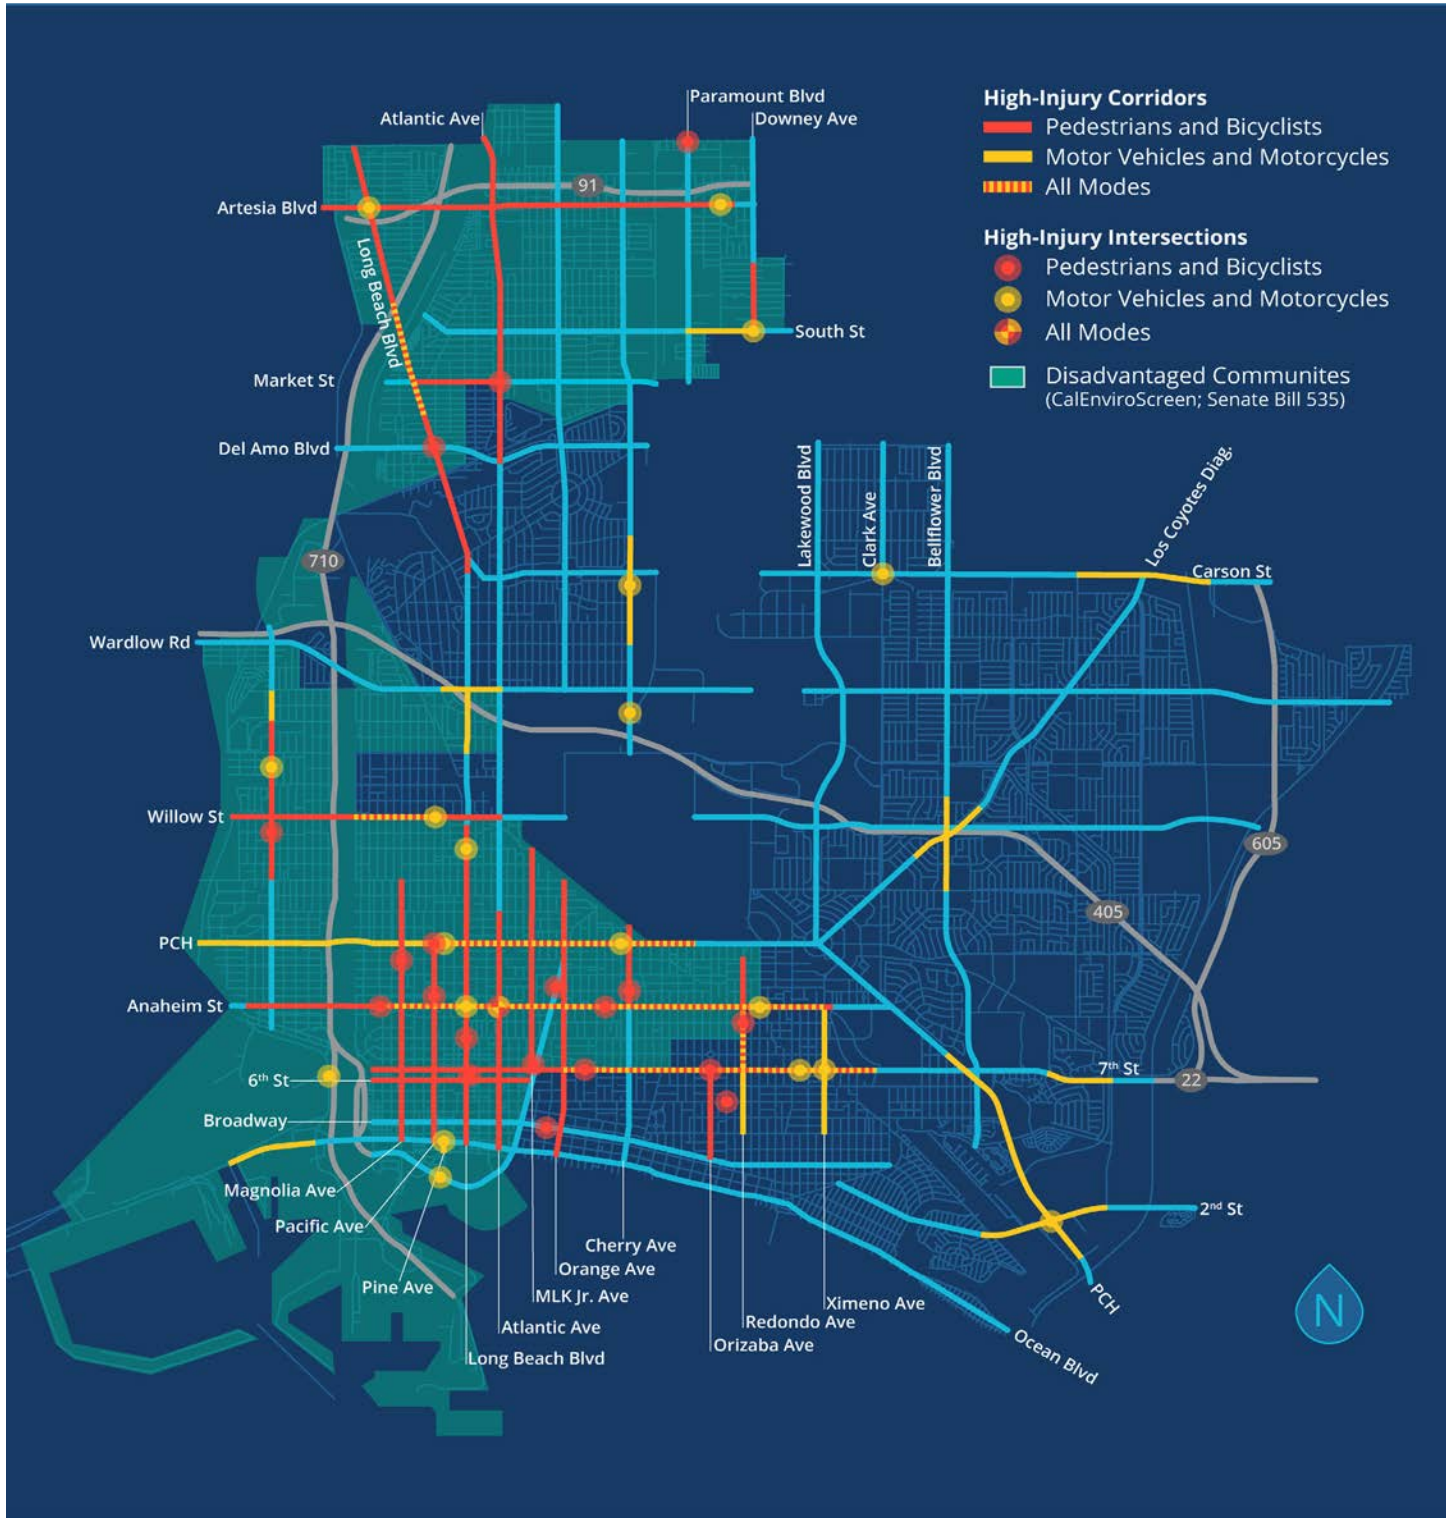 Paramount Blvd
Atlantic Ave
Downey Ave
High-Injury Corridors
Pedestrians and Bicyclists
Motor Vehicles and Motorcycles
All Modes
91
Artesia Blvd
High-Injury Intersections
Pedestrians and Bicyclists
Motor Vehicles and Motorcycles
All Modes
Long Beach Blvd
South St
Market St
Disadvantaged Communites
(CalEnviroScreen; Senate Bill 535)
Del Amo Blvd
Lakewood Blvd
Clark Ave
Bellflower Blvd
Los Coyotes Diag.
710
Carson St
Wardlow Rd
Willow St
605
405
PCH
Anaheim St
6th St
7th St
22
Broadway
Magnolia Ave
2nd St
Pacific Ave
Cherry Ave
Orange Ave
Pine Ave
MLK Jr. Ave
PCH
Ximeno Ave
Redondo Ave
Atlantic Ave
Orizaba Ave
Long Beach Blvd
Ocean Blvd
N